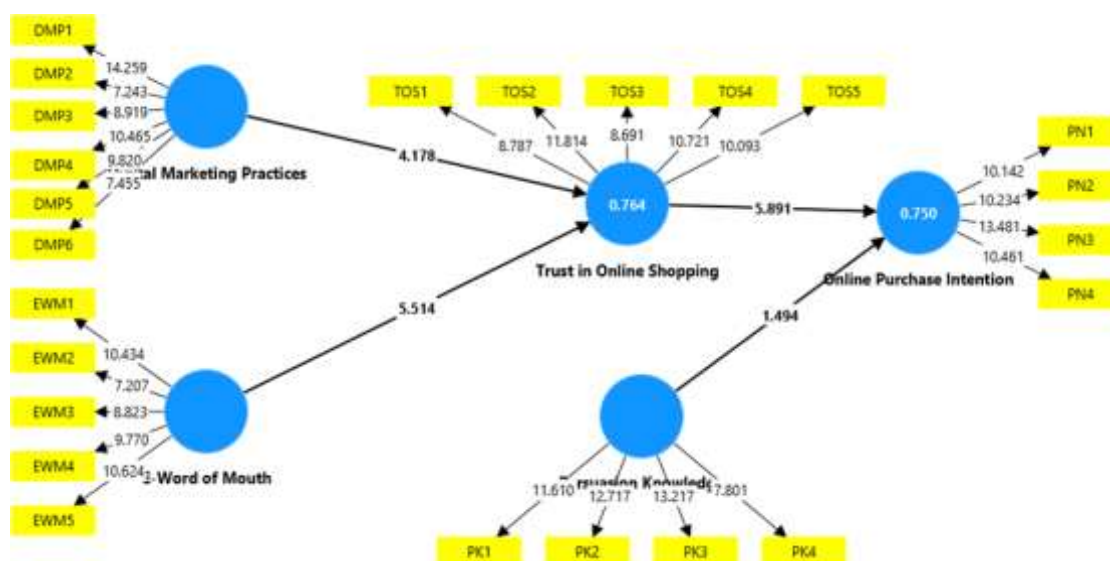 DMP1
DMP2
DMP3
DMP4
DMP5
DMP6
14.259
7.243
8.919
10.465
9.820
7.455
Marketing Practices
4.178
TOS1
TOS2
TOS3
TOS4
TOS5
8.787
11.814
8.691
10.721
10.093
0.764
Trust in Online Shopping
5.891
0.750
Online Purchase Intention
PN1
PN2
PN3
PN4
10.142
10.234
13.481
10.461
EWM1
EWM2
EWM3
EWM4
EWM5
10.434
7.207
8.823
9.770
10.624
-Word of Mouth
5.514
1.494
11.610
12.717
13.217
7.801
PK1
PK2
PK3
PK4